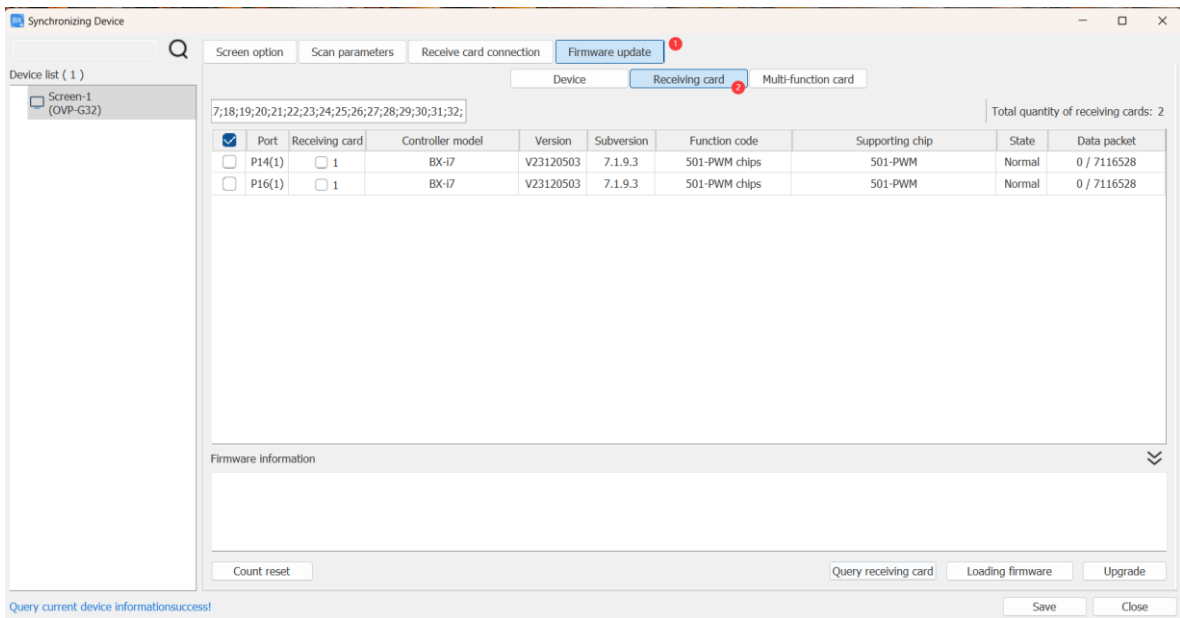 BX Synchronizing Device
Device list ( 1 )
Screen-1
(OVP-G32)
Screen option Scan parameters Receive card connection Firmware update 1
Device Receiving card 2 Multi-function card
7;18;19;20;21;22;23;24;25;26;27;28;29;30;31;32; Total quantity of receiving cards: 2
Port Receiving card Controller model Version Subversion Function code Supporting chip State Data packet
P14(1) 1 BX-i7 V23120503 7.1.9.3 501-PWM chips 501-PWM Normal 0 / 7116528
P16(1) 1 BX-i7 V23120503 7.1.9.3 501-PWM chips 501-PWM Normal 0 / 7116528
Firmware information
Count reset Query receiving card Loading firmware Upgrade
Query current device informationsuccess! Save Close